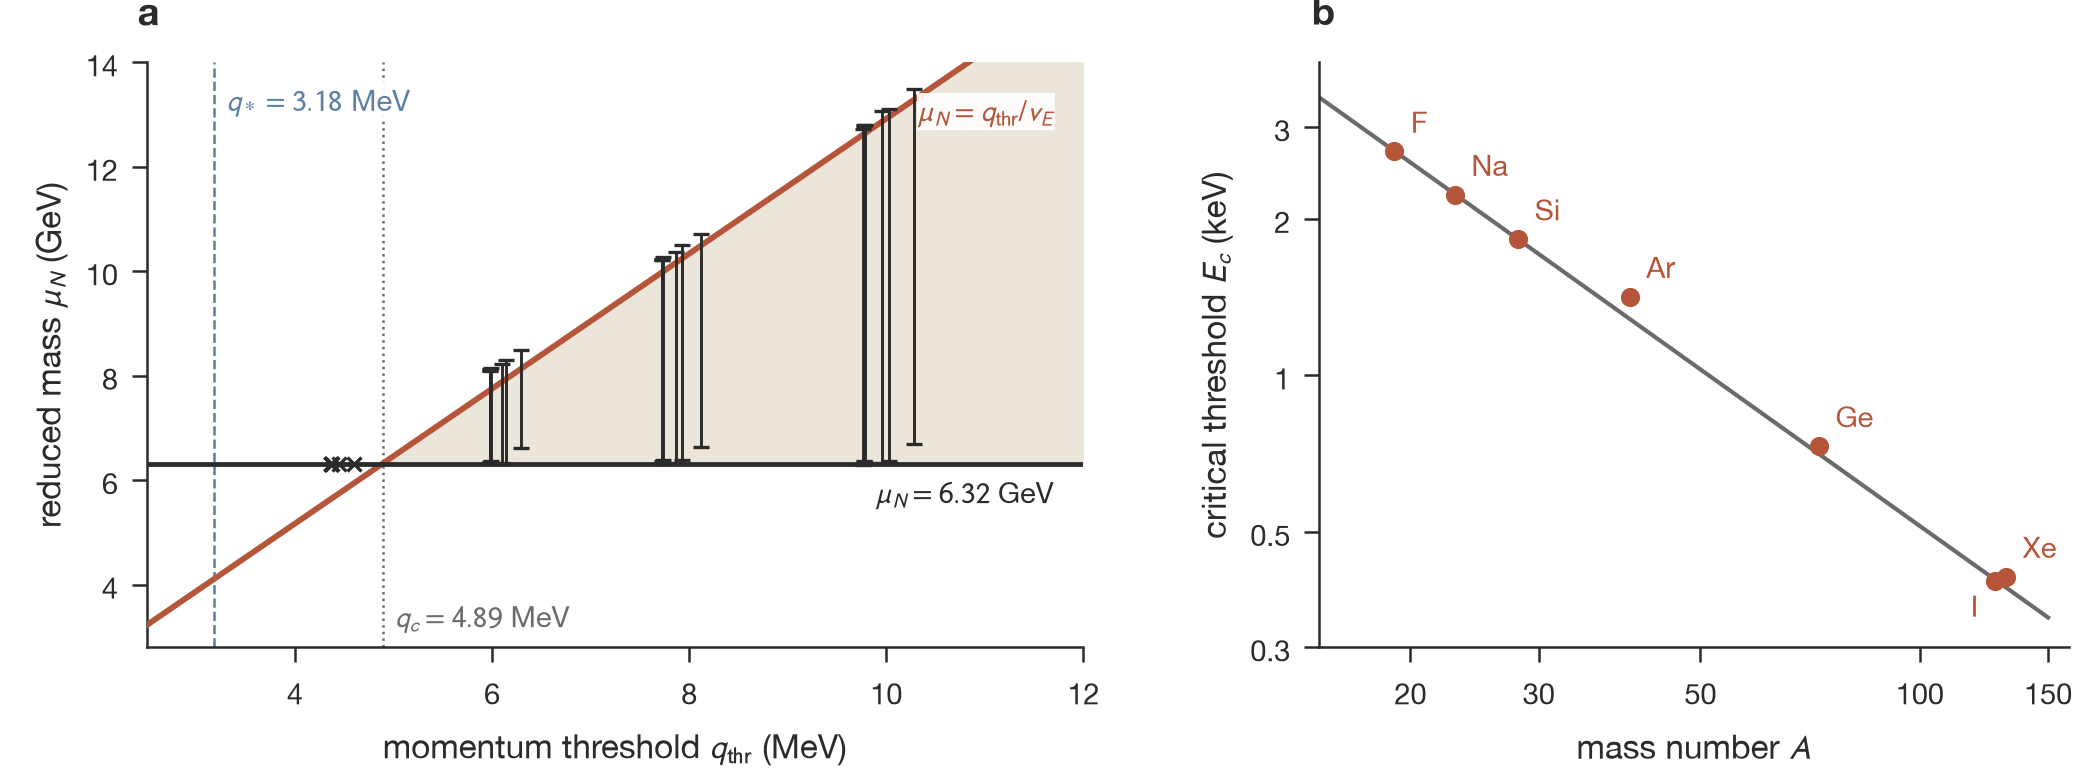 a
q* = 3.18 MeV
μN = qthr/vE
μN = 6.32 GeV
qc = 4.89 MeV
reduced mass μN (GeV)
14
12
10
8
6
4
4 6 8 10 12
momentum threshold qthr (MeV)
b
F
Na
Si
Ar
Ge
Xe
I
critical threshold Ec (keV)
3
2
1
0.5
0.3
20 30 50 100 150
mass number A